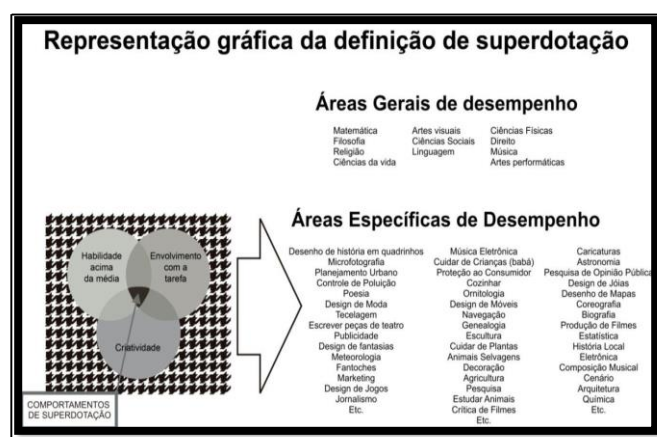 Representação gráfica da definição de superdotação
Áreas Gerais de desempenho
Matemática
Filosofia
Religião
Ciências da vida
Artes visuais
Ciências Sociais
Linguagem
Ciências Físicas
Direito
Música
Artes performáticas
Habilidade
acima
da média
Envolvimento
com a
tarefa
Criatividade
COMPORTAMENTOS
DE SUPERDOTAÇÃO
Áreas Específicas de Desempenho
Desenho de história em quadrinhos
Microfotografia
Planejamento Urbano
Controle de Poluição
Poesia
Design de Moda
Tecelagem
Escrever peças de teatro
Publicidade
Design de fantasias
Meteorologia
Fantoches
Marketing
Design de Jogos
Jornalismo
Etc.
Música Eletrônica
Cuidar de Crianças (babá)
Proteção ao Consumidor
Cozinhar
Ornitologia
Design de Móveis
Navegação
Genealogia
Escultura
Cuidar de Plantas
Animais Selvagens
Decoração
Agricultura
Pesquisa
Estudar Animais
Crítica de Filmes
Etc.
Caricaturas
Astronomia
Pesquisa de Opinião Pública
Design de Jóias
Desenho de Mapas
Coreografia
Biografia
Produção de Filmes
Estatística
História Local
Eletrônica
Composição Musical
Cenário
Arquitetura
Química
Etc.